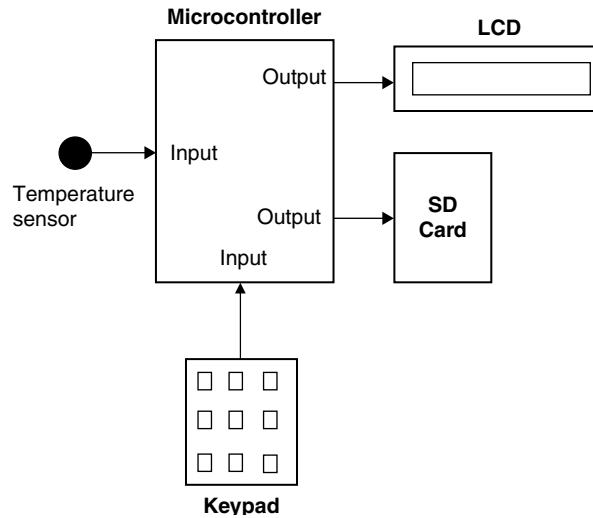 Microcontroller
LCD
Output
Input
Temperature
sensor
Output
SD
Card
Input
Keypad